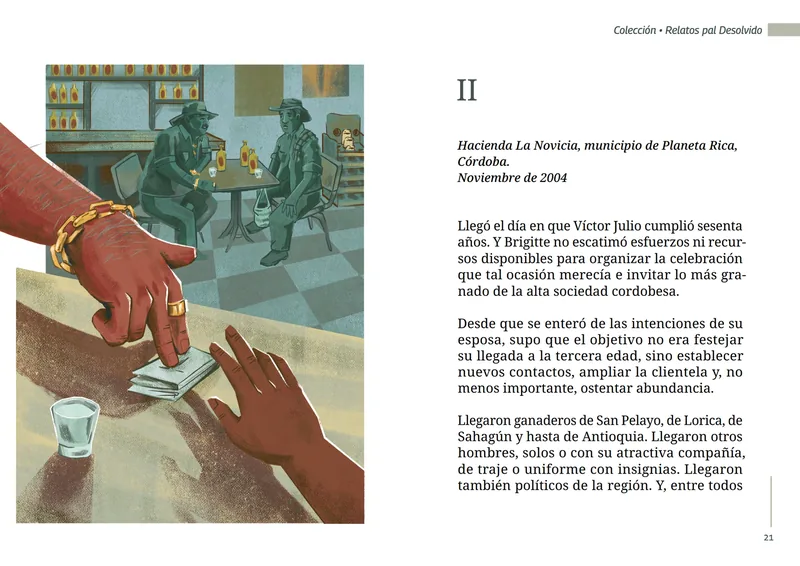 Colección • Relatos pal Desolvido
II
Hacienda La Novicia, municipio de Planeta Rica,
Córdoba.
Noviembre de 2004
Llegó el día en que Víctor Julio cumplió sesenta
años. Y Brigitte no escatimó esfuerzos ni recur-
sos disponibles para organizar la celebración
que tal ocasión merecía e invitar lo más gra-
nado de la alta sociedad cordobesa.
Desde que se enteró de las intenciones de su
esposa, supo que el objetivo no era festejar
su llegada a la tercera edad, sino establecer
nuevos contactos, ampliar la clientela y, no
menos importante, ostentar abundancia.
Llegaron ganaderos de San Pelayo, de Lorica, de
Sahagún y hasta de Antioquia. Llegaron otros
hombres, solos o con su atractiva compañía,
de traje o uniforme con insignias. Llegaron
también políticos de la región. Y, entre todos
21